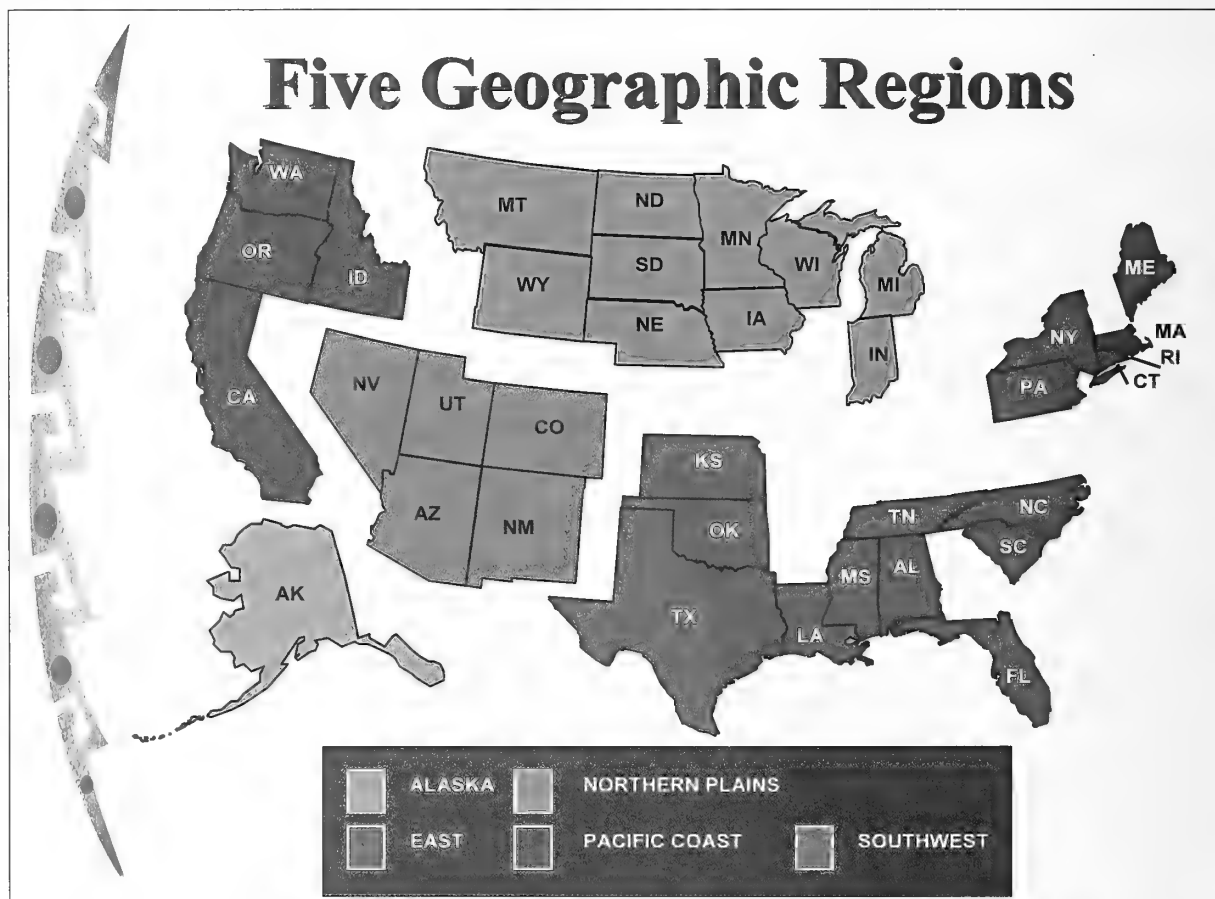 Five Geographic Regions
WA
OR
ID
CA
MT
ND
MN
WY
SD
WI
MI
NE
IA
IN
ME
NY
MA
RI
PA
CT
NV
UT
CO
AZ
NM
KS
OK
TX
TN
NC
SC
MS
AL
LA
FL
AK
ALASKA
NORTHERN PLAINS
EAST
PACIFIC COAST
SOUTHWEST